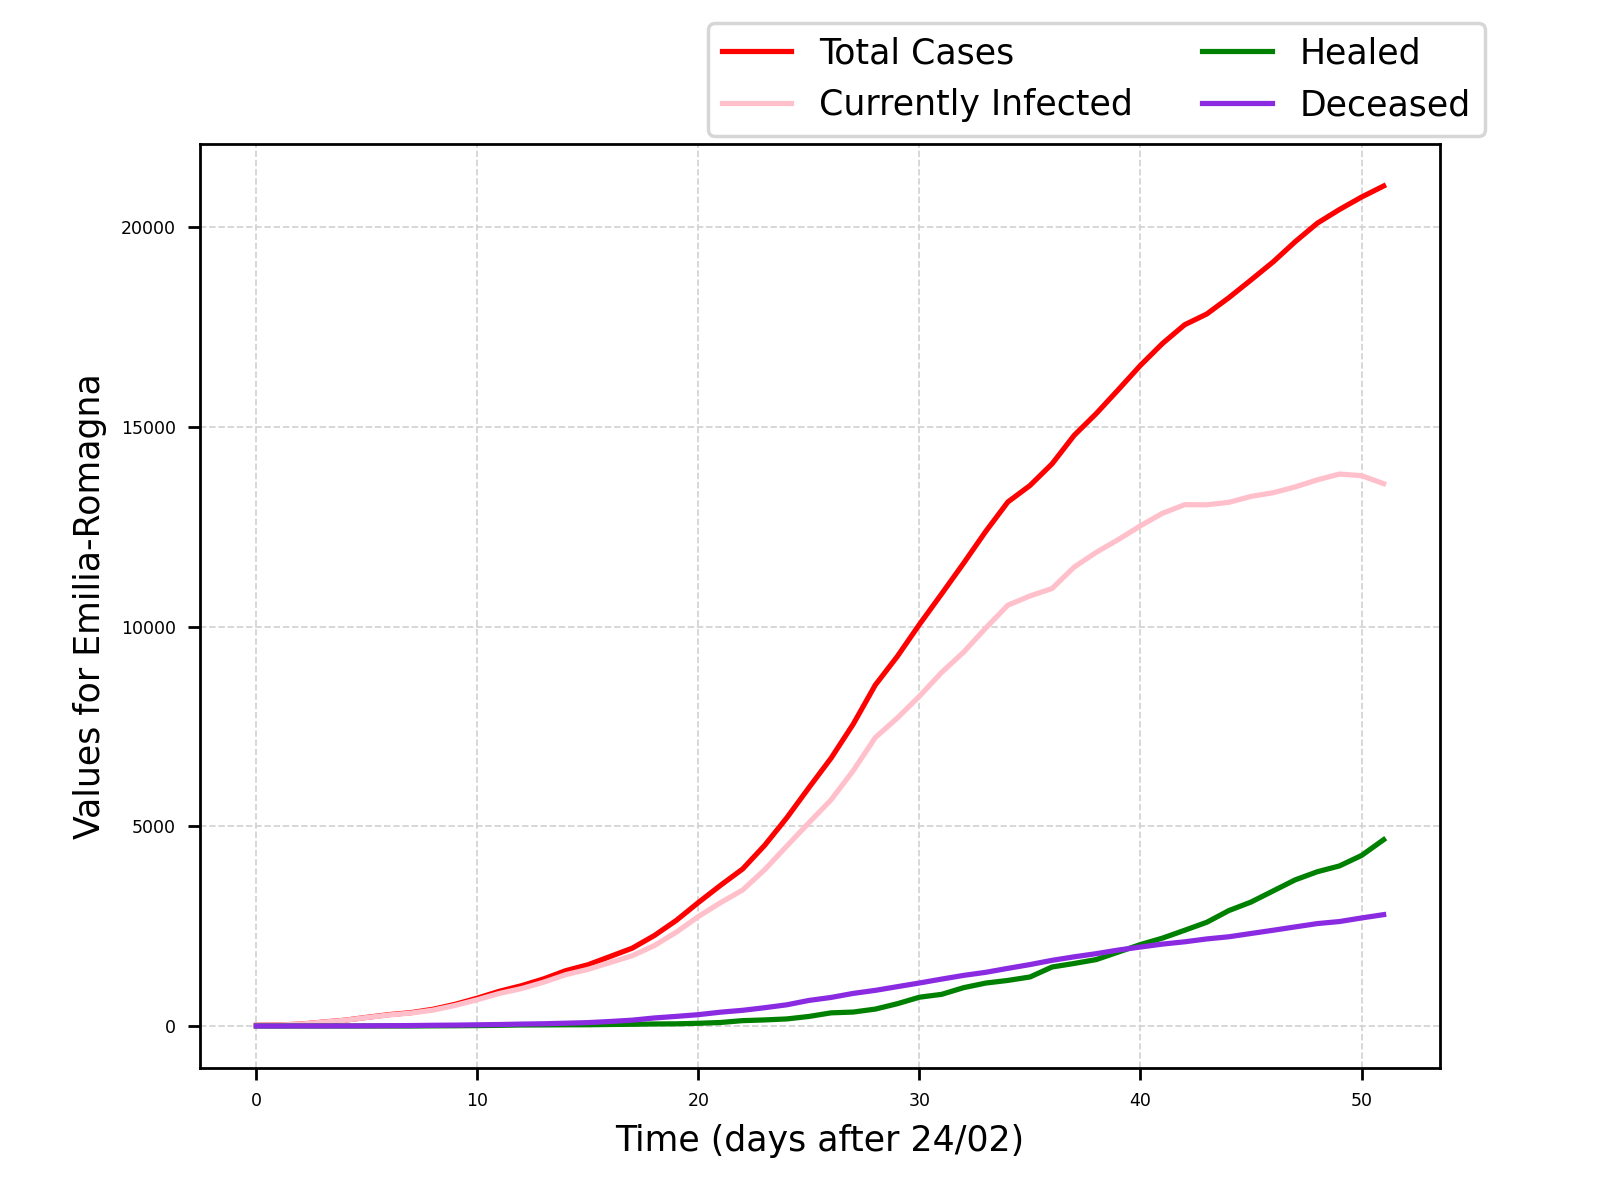 Total Cases
Currently Infected
Healed
Deceased
Values for Emilia-Romagna
20000
15000
10000
5000
0
0 10 20 30 40 50
Time (days after 24/02)